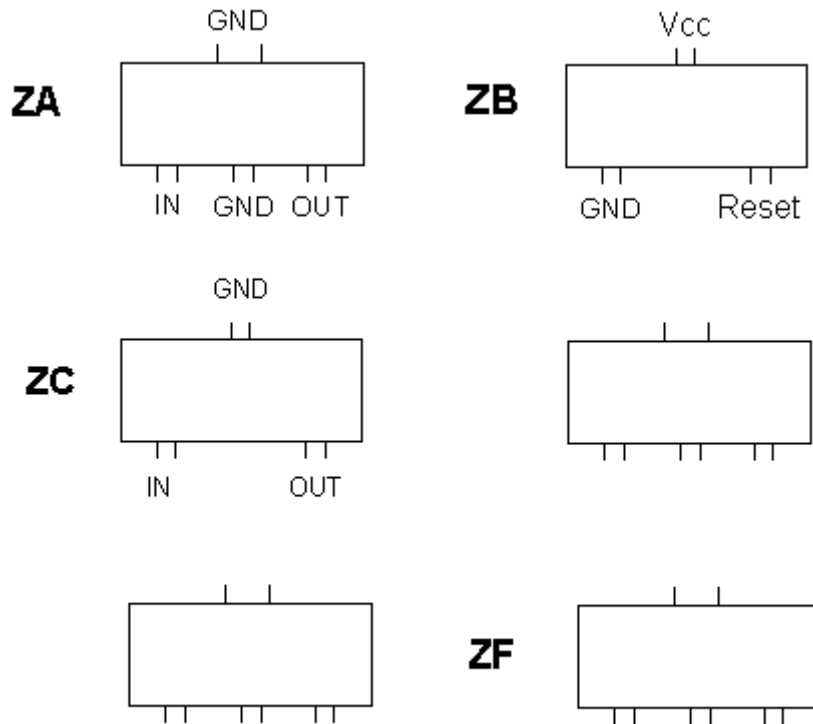 GND
ZA
IN GND OUT
Vcc
ZB
GND Reset
GND
ZC
IN OUT
ZF